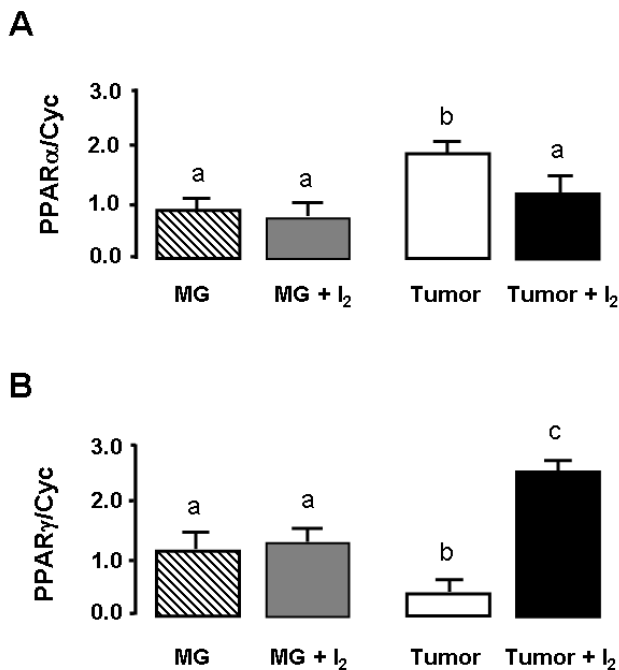 A
PPARα/Cyc
3.0
2.0
1.0
0.0
a
a
b
a
MG
MG + I₂
Tumor
Tumor + I₂
B
PPARγ/Cyc
3.0
2.0
1.0
0.0
a
a
b
c
MG
MG + I₂
Tumor
Tumor + I₂